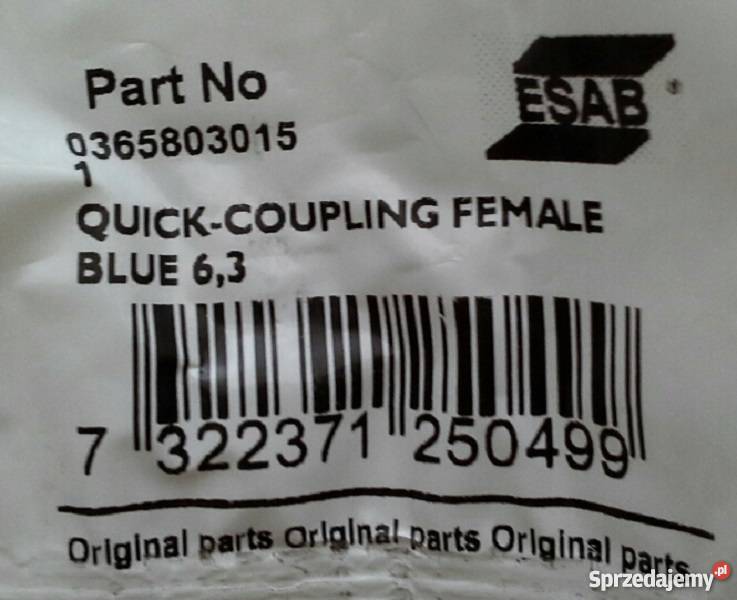 Part No
ESAB®
0365803015
1
QUICK-COUPLING FEMALE
BLUE 6,3
7 322371 250499
Original parts Original parts Original parts
Sprzedajemy.pl